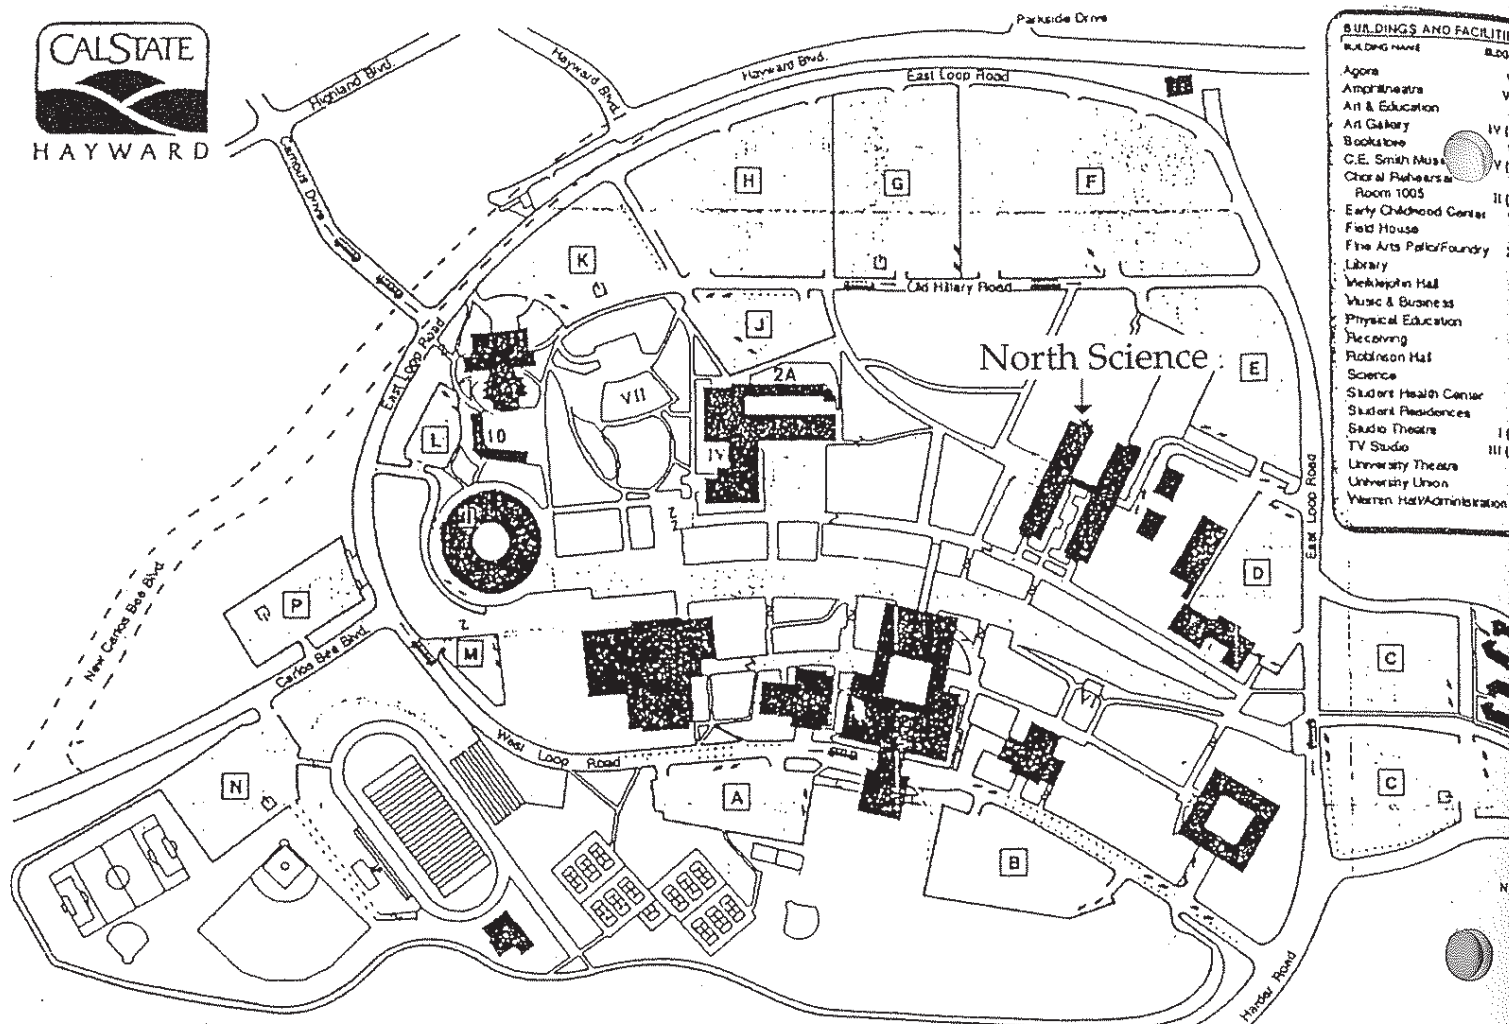 CALSTATE
HAYWARD
Parkside Drive
Hayward Blvd.
Hayward Blvd.
East Loop Road
Highland Blvd.
Campus Drive
H
G
F
K
Old Hillary Road
J
North Science
E
East Loop Road
VII
2A
L
10
IV
II
East Loop Road
D
New Carlos Bee Blvd.
P
Carlos Bee Blvd.
M
C
VI
West Loop Road
N
A
C
B
Harder Road
BUILDINGS AND FACILITI
BUILDING NAME
Agora
Amphitheatre
Art & Education
Art Gallery
Bookstore
C.E. Smith Mus
Choral Rehearsal
Room 1005
Early Childhood Center
Field House
Fine Arts Patio/Foundry
Library
Meiklejohn Hall
Music & Business
Physical Education
Receiving
Robinson Hall
Science
Student Health Center
Student Residences
Studio Theatre
TV Studio
University Theatre
University Union
Warren Hall/Administration